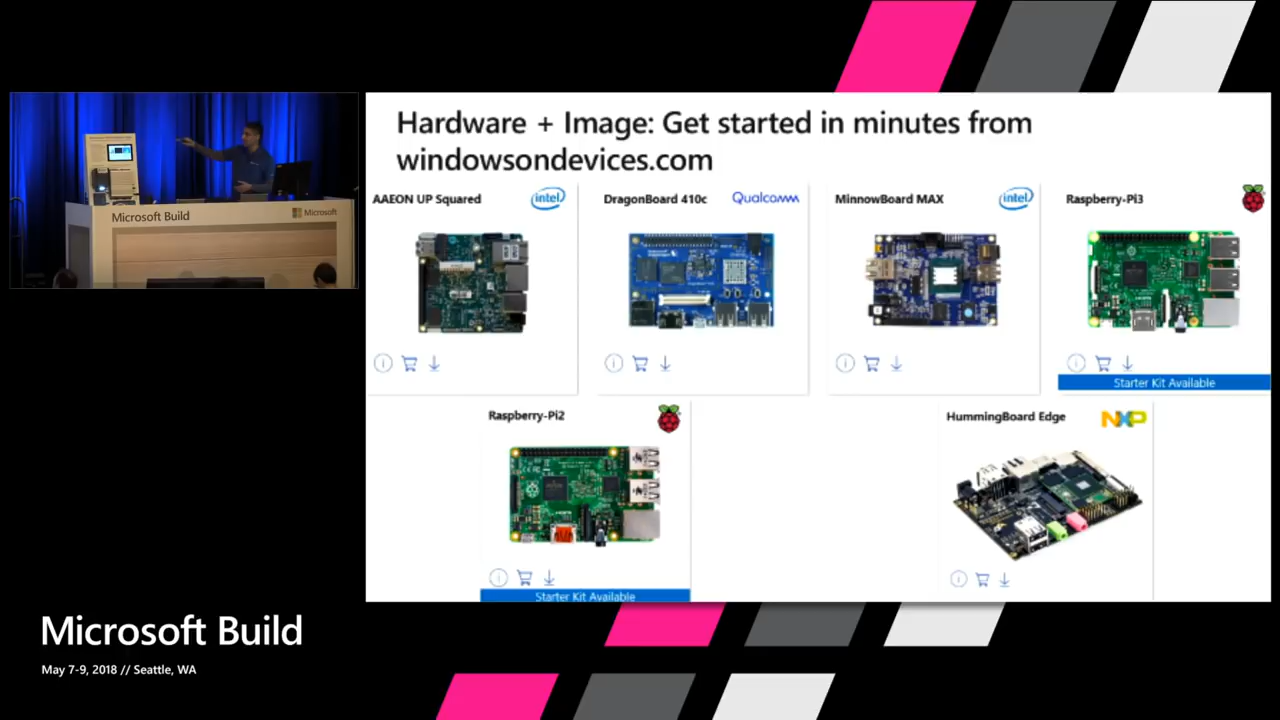 Hardware + Image: Get started in minutes from
windowsondevices.com
AAEON UP Squared
intel
DragonBoard 410c
Qualcomm
MinnowBoard MAX
intel
Raspberry-Pi3
Starter Kit Available
Raspberry-Pi2
Starter Kit Available
HummingBoard Edge
NXP
Microsoft Build
Microsoft
Microsoft Build
May 7-9, 2018 // Seattle, WA